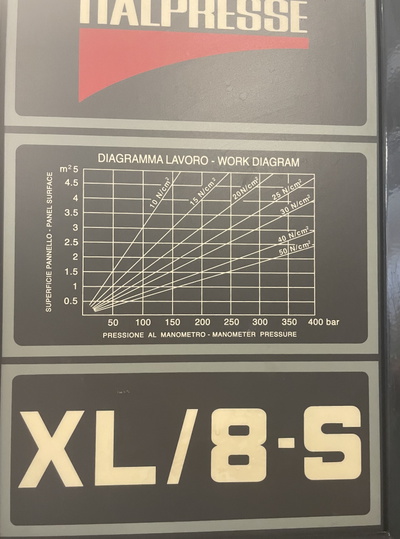 ITALPRESSE
DIAGRAMMA LAVORO - WORK DIAGRAM
SUPERFICIE PANNELLO - PANEL SURFACE
m² 5
4.5
4
3.5
3
2.5
2
1.5
1
0.5
10 N/cm²
15 N/cm²
20N/cm²
25 N/cm²
30 N/cm²
40 N/cm²
50 N/cm²
50 100 150 200 250 300 350 400 bar
PRESSIONE AL MANOMETRO - MANOMETER PRESSURE
XL/8-S